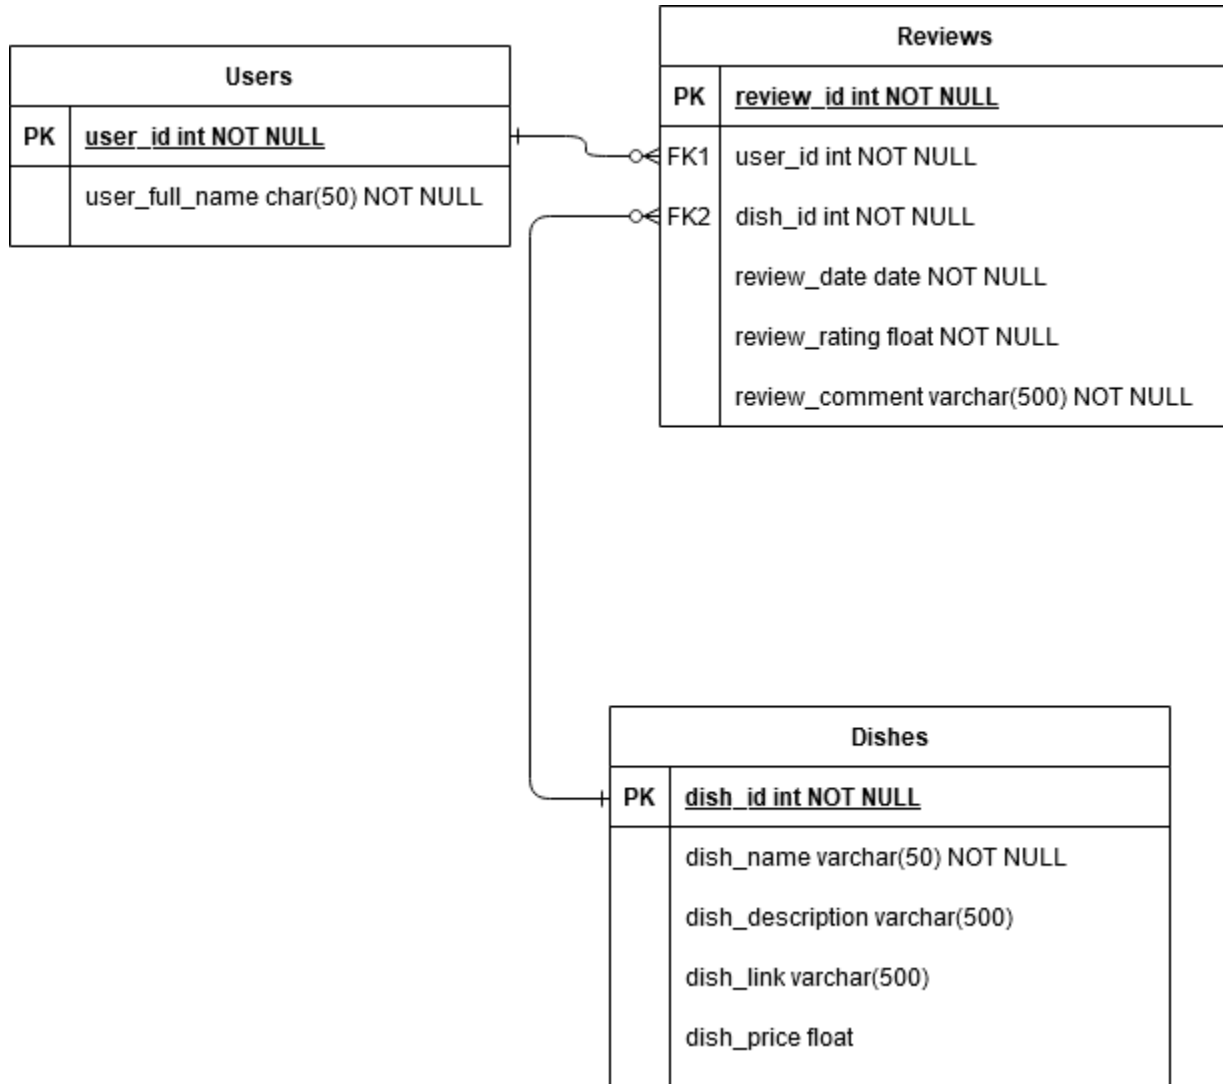 Users
PK user_id int NOT NULL
user_full_name char(50) NOT NULL
Reviews
PK review_id int NOT NULL
FK1 user_id int NOT NULL
FK2 dish_id int NOT NULL
review_date date NOT NULL
review_rating float NOT NULL
review_comment varchar(500) NOT NULL
Dishes
PK dish_id int NOT NULL
dish_name varchar(50) NOT NULL
dish_description varchar(500)
dish_link varchar(500)
dish_price float